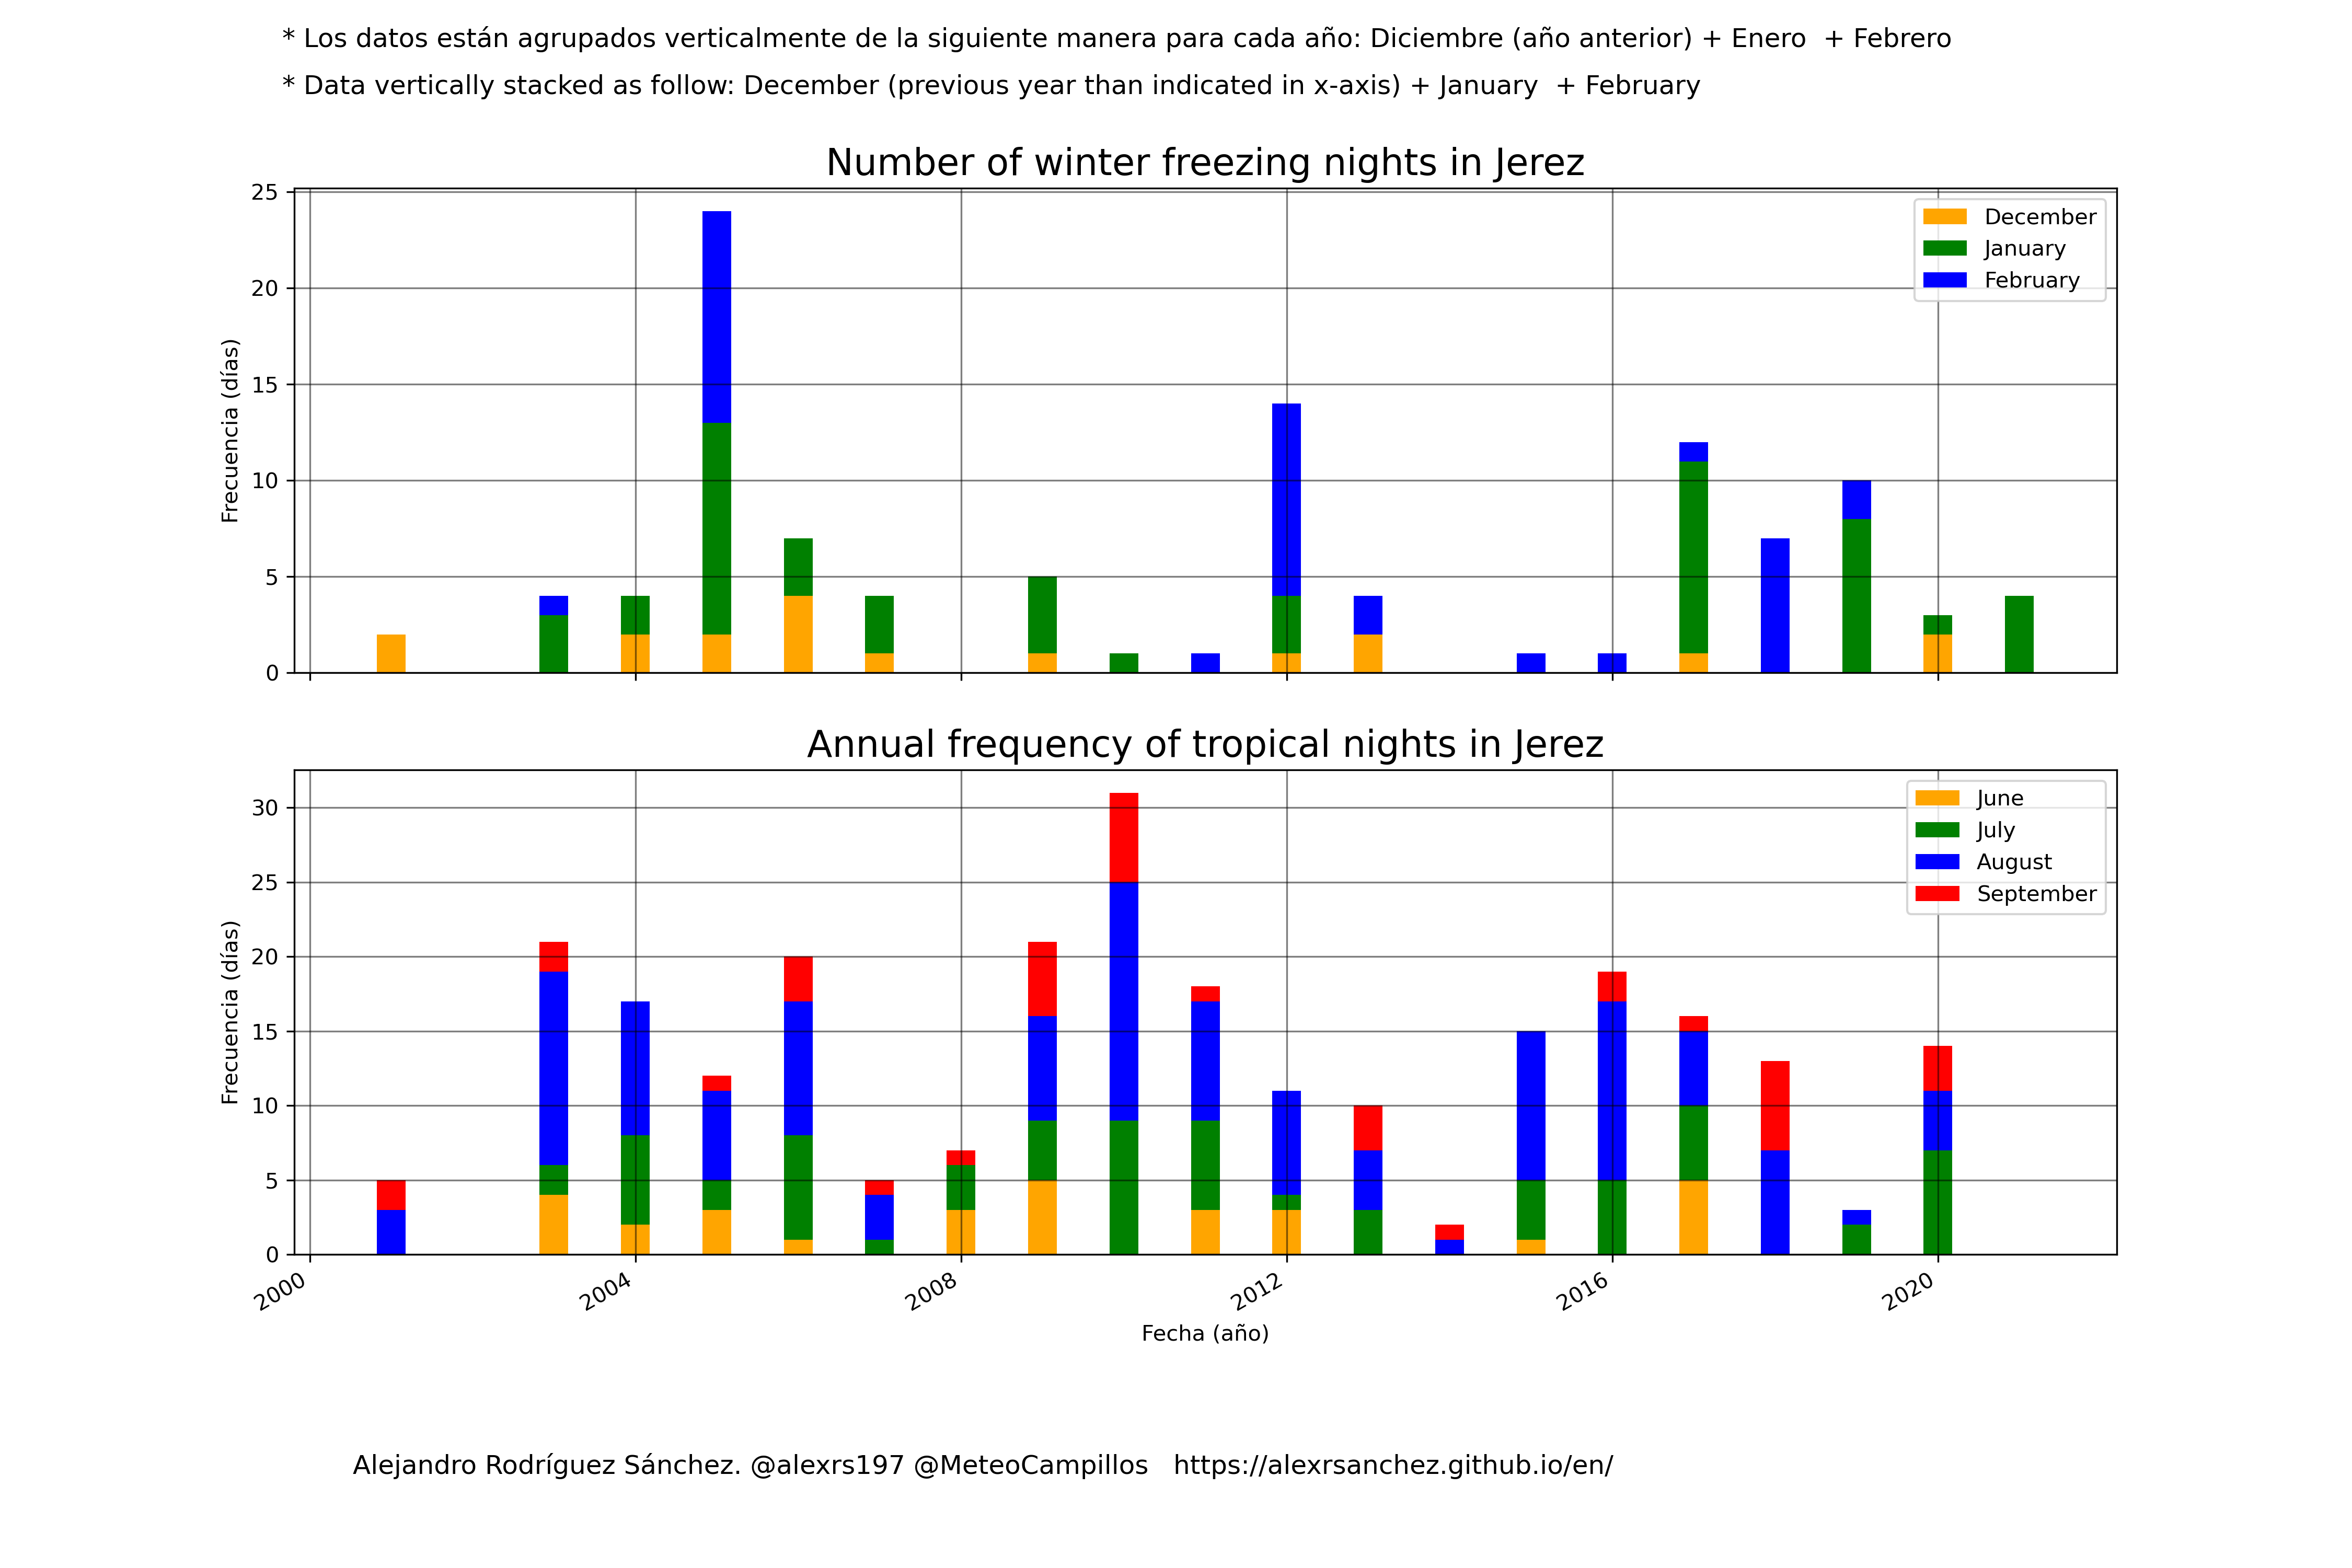 * Los datos están agrupados verticalmente de la siguiente manera para cada año: Diciembre (año anterior) + Enero  + Febrero
* Data vertically stacked as follow: December (previous year than indicated in x-axis) + January  + February
Number of winter freezing nights in Jerez
25
20
15
10
5
0
Frecuencia (días)
December
January
February
Annual frequency of tropical nights in Jerez
30
25
20
15
10
5
0
Frecuencia (días)
June
July
August
September
2000
2004
2008
2012
2016
2020
Fecha (año)
Alejandro Rodríguez Sánchez. @alexrs197 @MeteoCampillos   https://alexrsanchez.github.io/en/